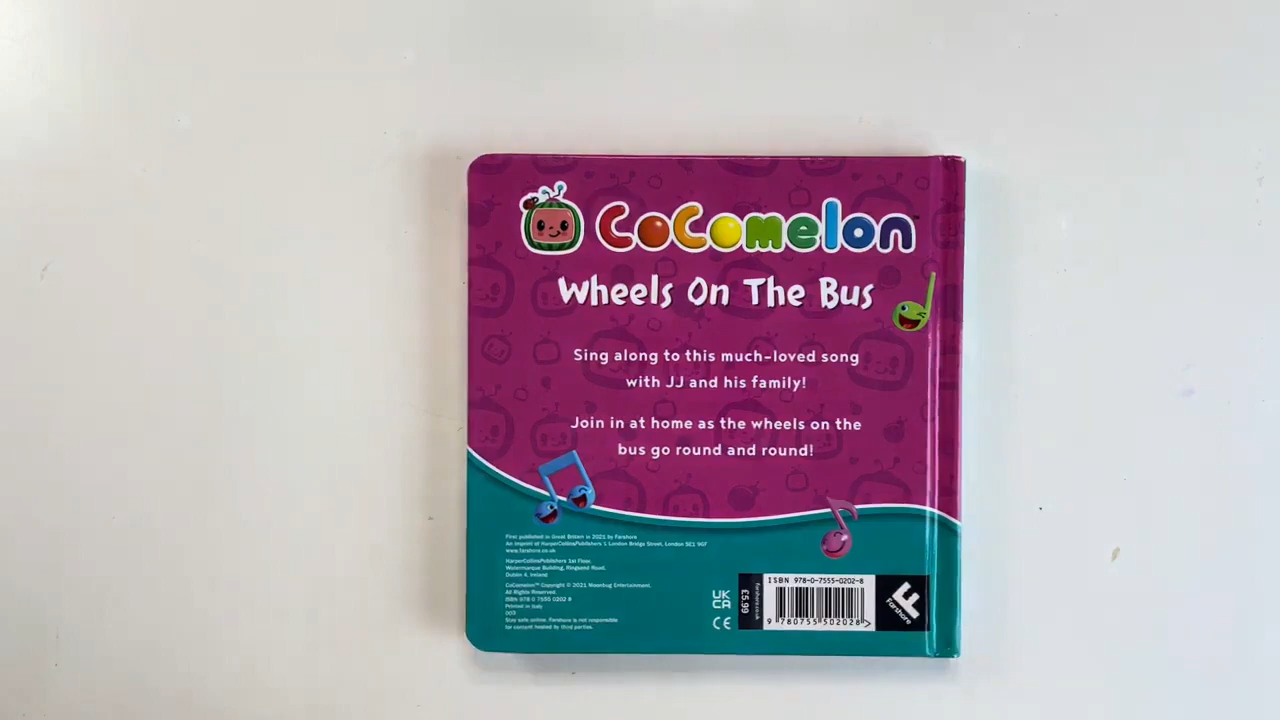 CoComelon™
Wheels On The Bus
Sing along to this much-loved song
with JJ and his family!
Join in at home as the wheels on the
bus go round and round!
First published in Great Britain in 2021 by Farshore
An imprint of HarperCollinsPublishers 1 London Bridge Street, London SE1 9GF
www.farshore.co.uk
HarperCollinsPublishers 1st Floor,
Watermarque Building, Ringsend Road,
Dublin 4, Ireland
CoComelon™ Copyright © 2021 Moonbug Entertainment.
All Rights Reserved.
ISBN 978 0 7555 0202 8
Printed in Italy
003
Stay safe online. Farshore is not responsible
for content hosted by third parties.
UK
CA
CE
£5.99
farshore.co.uk
ISBN 978-0-7555-0202-8
9 780755 502028 >
F
Farshore